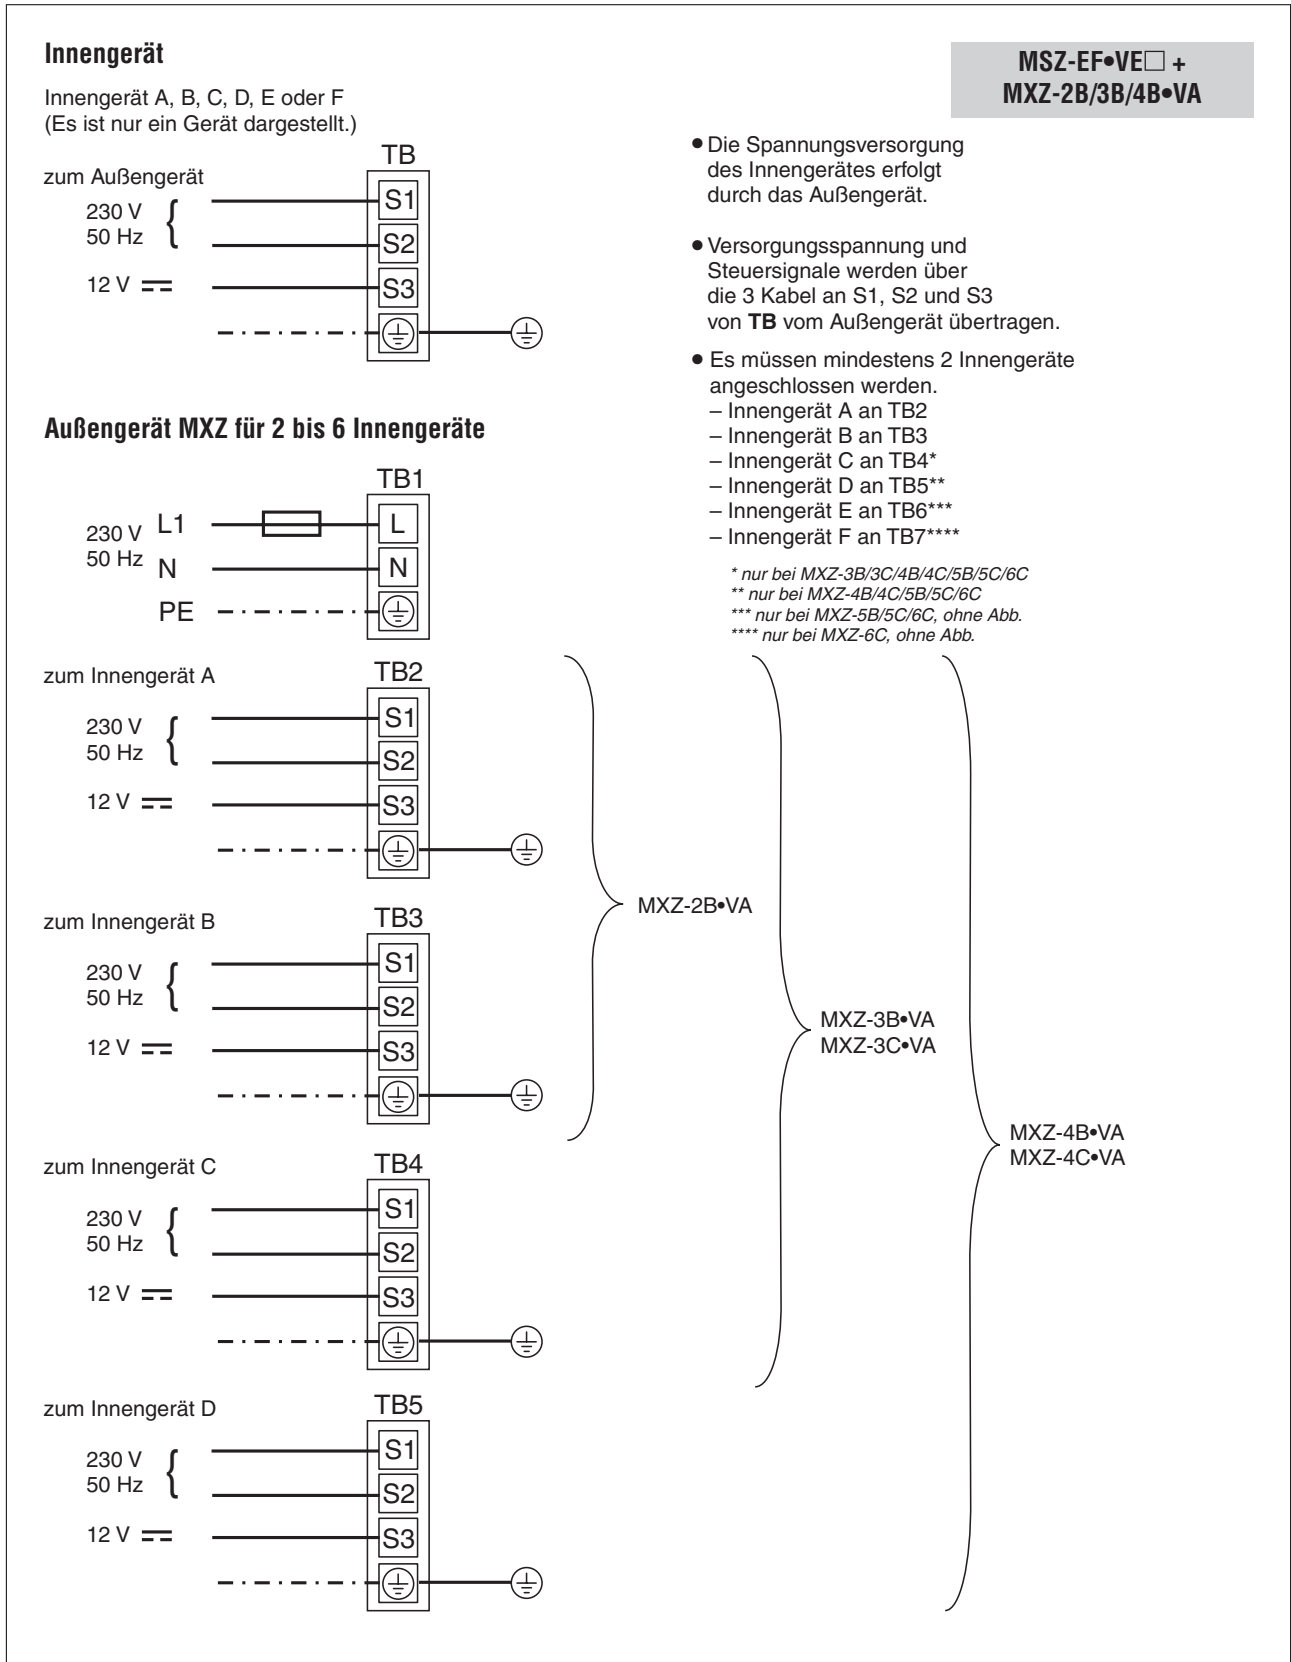 Innengerät
MSZ-EF•VE□ +
MXZ-2B/3B/4B•VA
Innengerät A, B, C, D, E oder F
(Es ist nur ein Gerät dargestellt.)
TB
zum Außengerät
230 V
50 Hz
12 V
S1
S2
S3
• Die Spannungsversorgung
des Innengerätes erfolgt
durch das Außengerät.
• Versorgungsspannung und
Steuersignale werden über
die 3 Kabel an S1, S2 und S3
von TB vom Außengerät übertragen.
• Es müssen mindestens 2 Innengeräte
angeschlossen werden.
– Innengerät A an TB2
– Innengerät B an TB3
– Innengerät C an TB4*
– Innengerät D an TB5**
– Innengerät E an TB6***
– Innengerät F an TB7****
* nur bei MXZ-3B/3C/4B/4C/5B/5C/6C
** nur bei MXZ-4B/4C/5B/5C/6C
*** nur bei MXZ-5B/5C/6C, ohne Abb.
**** nur bei MXZ-6C, ohne Abb.
Außengerät MXZ für 2 bis 6 Innengeräte
TB1
230 V
50 Hz
L1
N
PE
L
N
zum Innengerät A
TB2
230 V
50 Hz
12 V
S1
S2
S3
MXZ-2B•VA
zum Innengerät B
TB3
230 V
50 Hz
12 V
S1
S2
S3
MXZ-3B•VA
MXZ-3C•VA
zum Innengerät C
TB4
230 V
50 Hz
12 V
S1
S2
S3
MXZ-4B•VA
MXZ-4C•VA
zum Innengerät D
TB5
230 V
50 Hz
12 V
S1
S2
S3